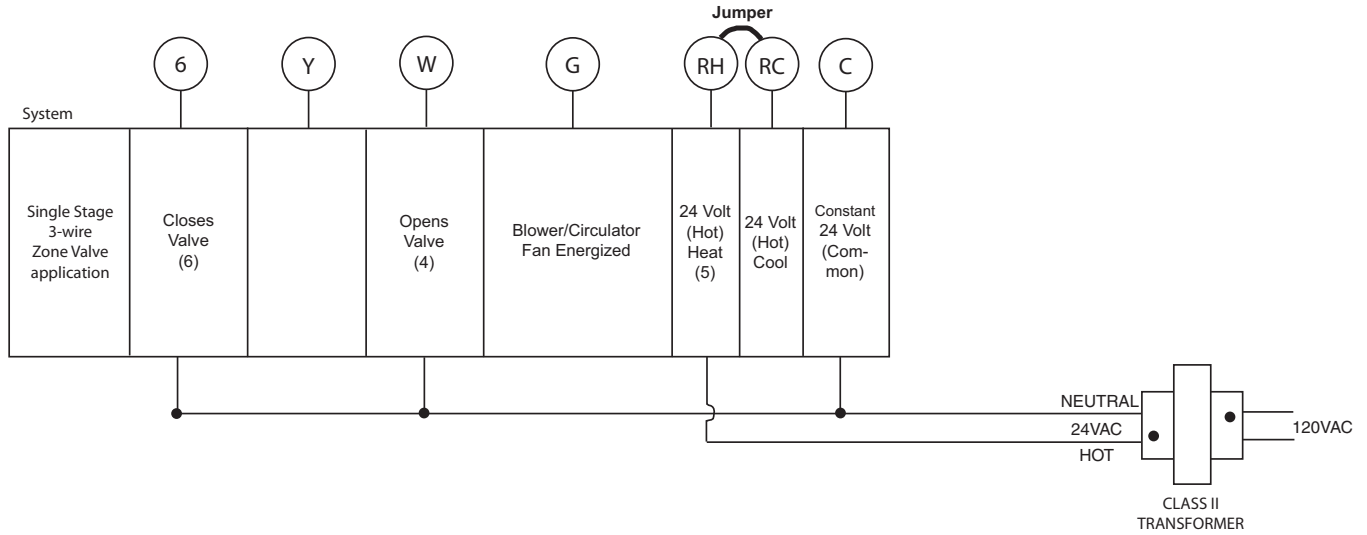 Jumper
6
Y
W
G
RH
RC
C
System
Single Stage
3-wire
Zone Valve
application
Closes
Valve
(6)
Opens
Valve
(4)
Blower/Circulator
Fan Energized
24 Volt
(Hot)
Heat
(5)
24 Volt
(Hot)
Cool
Constant
24 Volt
(Com-
mon)
NEUTRAL
24VAC
HOT
120VAC
CLASS II
TRANSFORMER